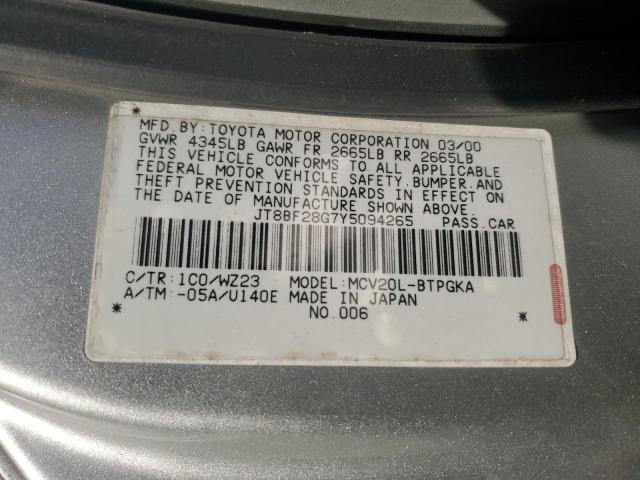 MFD. BY: TOYOTA MOTOR CORPORATION 03/00
GVWR 4345LB GAWR FR 2665LB RR 2665LB
THIS VEHICLE CONFORMS TO ALL APPLICABLE
FEDERAL MOTOR VEHICLE SAFETY, BUMPER, AND
THEFT PREVENTION STANDARDS IN EFFECT ON
THE DATE OF MANUFACTURE SHOWN ABOVE.
JT8BF28G7Y5094265 PASS. CAR
C/TR: 1C0/WZ23 MODEL: MCV20L-BTPGKA
A/TM: -05A/U140E MADE IN JAPAN
NO. 006